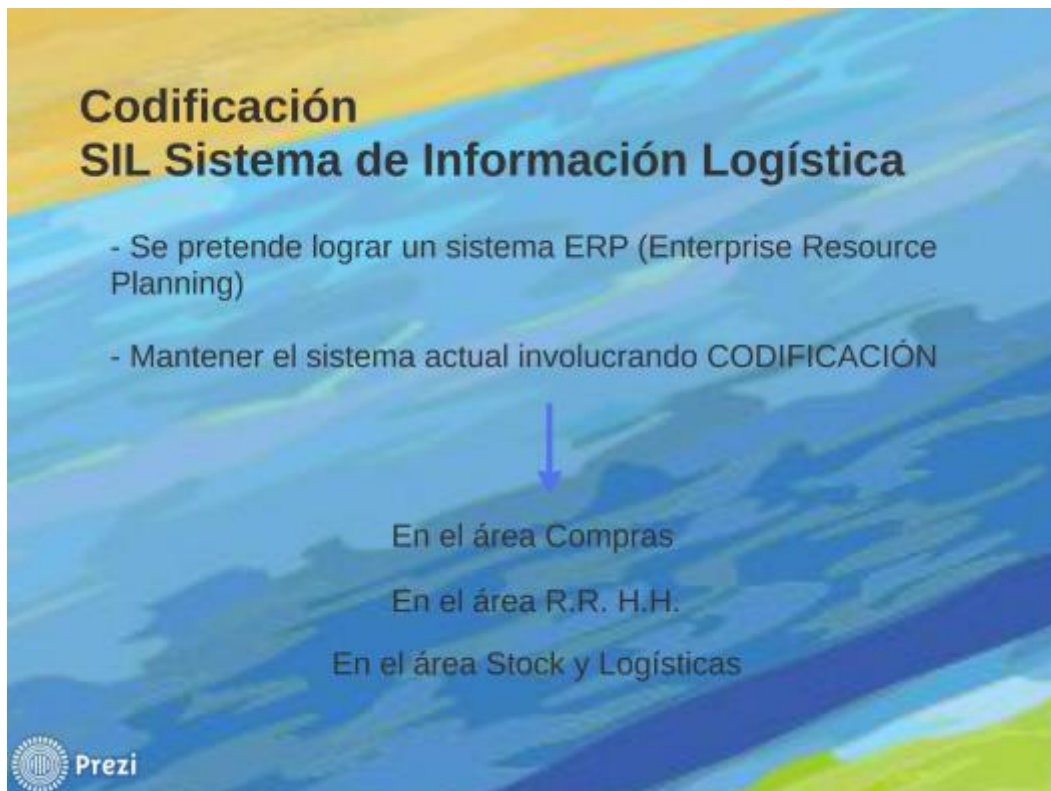 Codificación
SIL Sistema de Información Logística
- Se pretende lograr un sistema ERP (Enterprise Resource
Planning)
- Mantener el sistema actual involucrando CODIFICACIÓN
En el área Compras
En el área R.R. H.H.
En el área Stock y Logísticas
Prezi